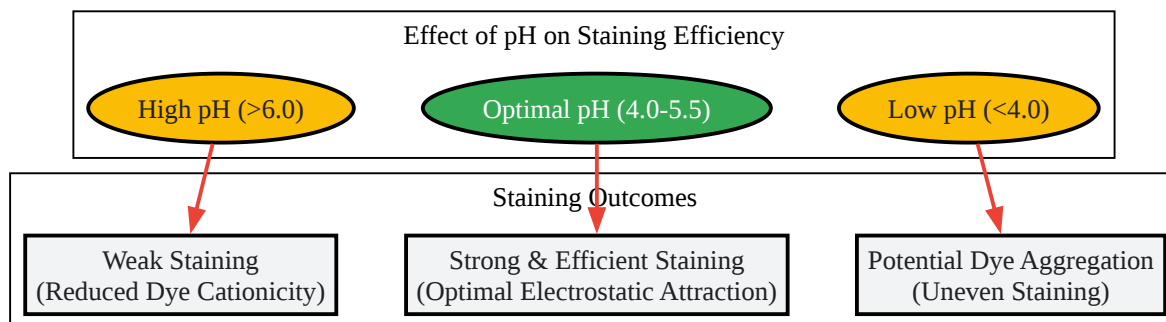 Effect of pH on Staining Efficiency
High pH (>6.0)
Optimal pH (4.0-5.5)
Low pH (<4.0)
Staining Outcomes
Weak Staining
(Reduced Dye Cationicity)
Strong & Efficient Staining
(Optimal Electrostatic Attraction)
Potential Dye Aggregation
(Uneven Staining)